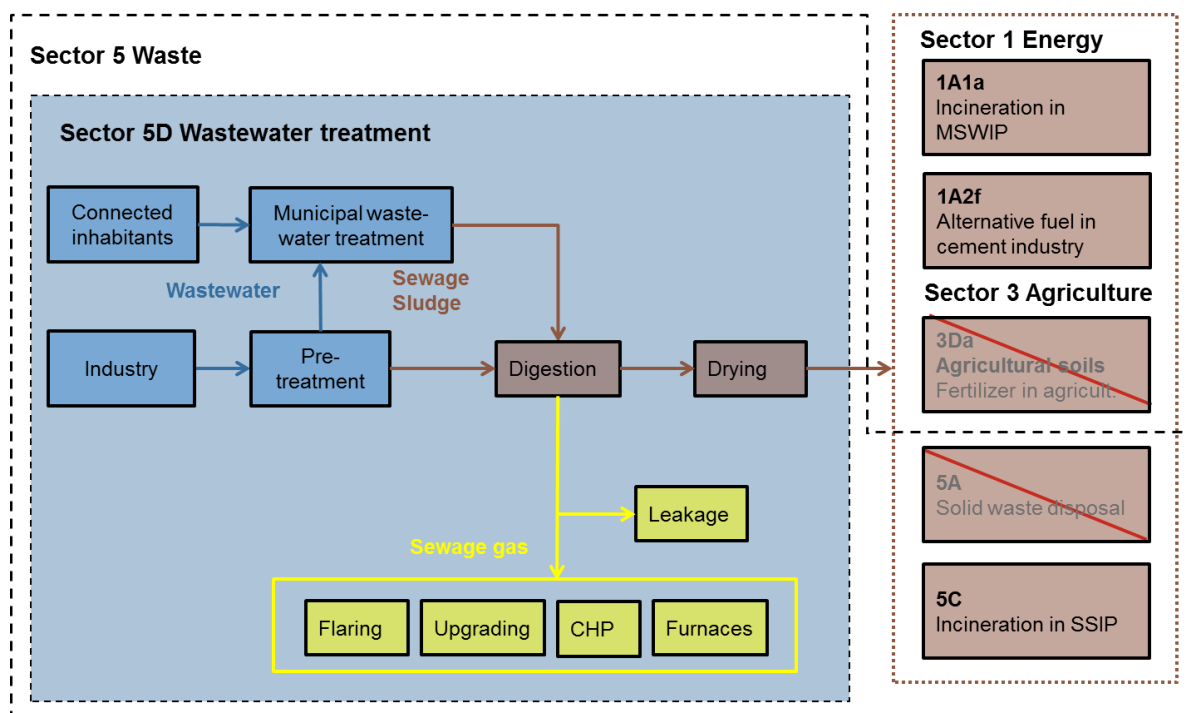 Sector 5 Waste
Sector 5D Wastewater treatment
Connected
inhabitants
Municipal waste-
water treatment
Wastewater
Sewage
Sludge
Industry
Pre-
treatment
Digestion
Drying
Leakage
Sewage gas
Flaring
Upgrading
CHP
Furnaces
Sector 1 Energy
1A1a
Incineration in
MSWIP
1A2f
Alternative fuel in
cement industry
Sector 3 Agriculture
3Da
Agricultural soils
Fertilizer in agricult.
5A
Solid waste disposal
5C
Incineration in SSIP